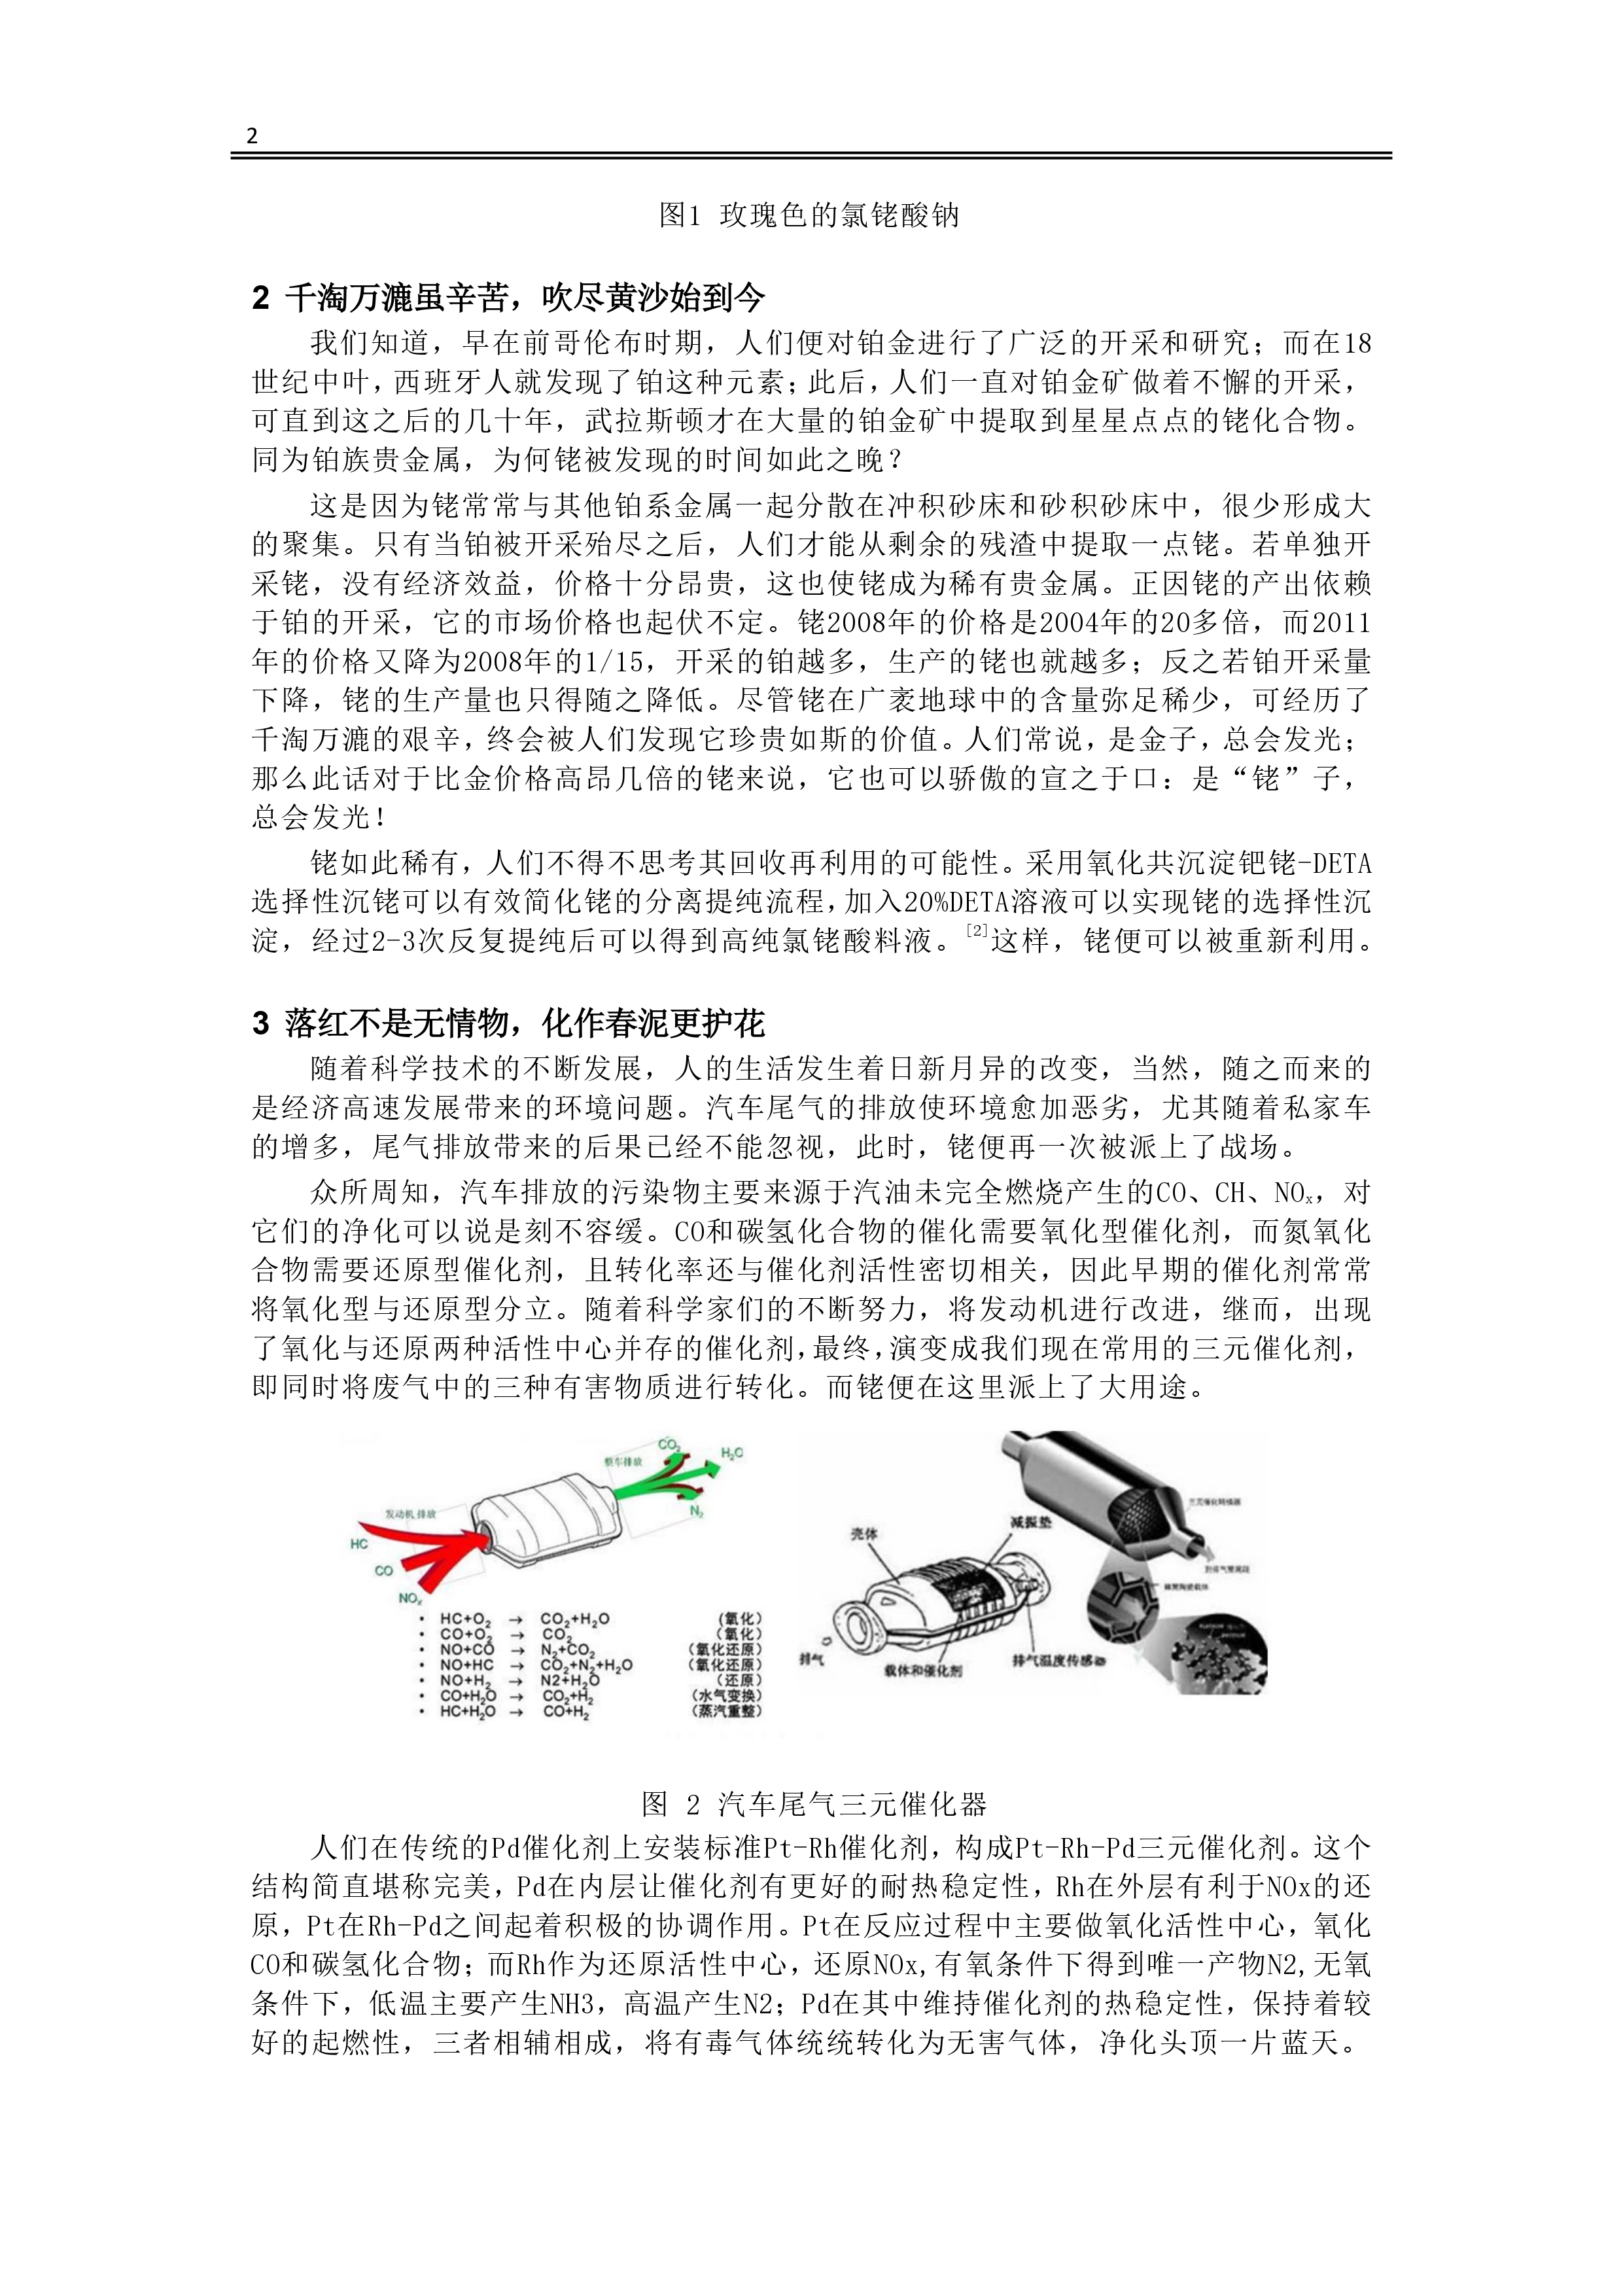 2
图1 玫瑰色的氯铑酸钠
2 千淘万漉虽辛苦，吹尽黄沙始到今
我们知道，早在前哥伦布时期，人们便对铂金进行了广泛的开采和研究；而在18
世纪中叶，西班牙人就发现了铂这种元素；此后，人们一直对铂金矿做着不懈的开采，
可直到这之后的几十年，武拉斯顿才在大量的铂金矿中提取到星星点点的铑化合物。
同为铂族贵金属，为何铑被发现的时间如此之晚？
这是因为铑常常与其他铂系金属一起分散在冲积砂床和砂积砂床中，很少形成大
的聚集。只有当铂被开采殆尽之后，人们才能从剩余的残渣中提取一点铑。若单独开
采铑，没有经济效益，价格十分昂贵，这也使铑成为稀有贵金属。正因铑的产出依赖
于铂的开采，它的市场价格也起伏不定。铑2008年的价格是2004年的20多倍，而2011
年的价格又降为2008年的1/15，开采的铂越多，生产的铑也就越多；反之若铂开采量
下降，铑的生产量也只得随之降低。尽管铑在广袤地球中的含量弥足稀少，可经历了
千淘万漉的艰辛，终会被人们发现它珍贵如斯的价值。人们常说，是金子，总会发光；
那么此话对于比金价格高昂几倍的铑来说，它也可以骄傲的宣之于口：是“铑”子，
总会发光！
铑如此稀有，人们不得不思考其回收再利用的可能性。采用氧化共沉淀钯铑-DETA
选择性沉铑可以有效简化铑的分离提纯流程，加入20%DETA溶液可以实现铑的选择性沉
淀，经过2-3次反复提纯后可以得到高纯氯铑酸料液。[2]这样，铑便可以被重新利用。
3 落红不是无情物，化作春泥更护花
随着科学技术的不断发展，人的生活发生着日新月异的改变，当然，随之而来的
是经济高速发展带来的环境问题。汽车尾气的排放使环境愈加恶劣，尤其随着私家车
的增多，尾气排放带来的后果已经不能忽视，此时，铑便再一次被派上了战场。
众所周知，汽车排放的污染物主要来源于汽油未完全燃烧产生的CO、CH、NOx，对
它们的净化可以说是刻不容缓。CO和碳氢化合物的催化需要氧化型催化剂，而氮氧化
合物需要还原型催化剂，且转化率还与催化剂活性密切相关，因此早期的催化剂常常
将氧化型与还原型分立。随着科学家们的不断努力，将发动机进行改进，继而，出现
了氧化与还原两种活性中心并存的催化剂，最终，演变成我们现在常用的三元催化剂，
即同时将废气中的三种有害物质进行转化。而铑便在这里派上了大用途。
整车排放
CO2
H2O
N2
发动机 排放
HC
CO
NOx
• HC+O2 → CO2+H2O (氧化)
• CO+O2 → CO2 (氧化)
• NO+CO → N2+CO2 (氧化还原)
• NO+HC → CO2+N2+H2O (氧化还原)
• NO+H2 → N2+H2O (还原)
• CO+H2O → CO2+H2 (水气变换)
• HC+H2O → CO+H2 (蒸汽重整)
壳体
减振垫
排气
载体和催化剂
排气温度传感器
三元催化转换器
图 2 汽车尾气三元催化器
人们在传统的Pd催化剂上安装标准Pt-Rh催化剂，构成Pt-Rh-Pd三元催化剂。这个
结构简直堪称完美，Pd在内层让催化剂有更好的耐热稳定性，Rh在外层有利于NOx的还
原，Pt在Rh-Pd之间起着积极的协调作用。Pt在反应过程中主要做氧化活性中心，氧化
CO和碳氢化合物；而Rh作为还原活性中心，还原NOx,有氧条件下得到唯一产物N2,无氧
条件下，低温主要产生NH3，高温产生N2；Pd在其中维持催化剂的热稳定性，保持着较
好的起燃性，三者相辅相成，将有毒气体统统转化为无害气体，净化头顶一片蓝天。